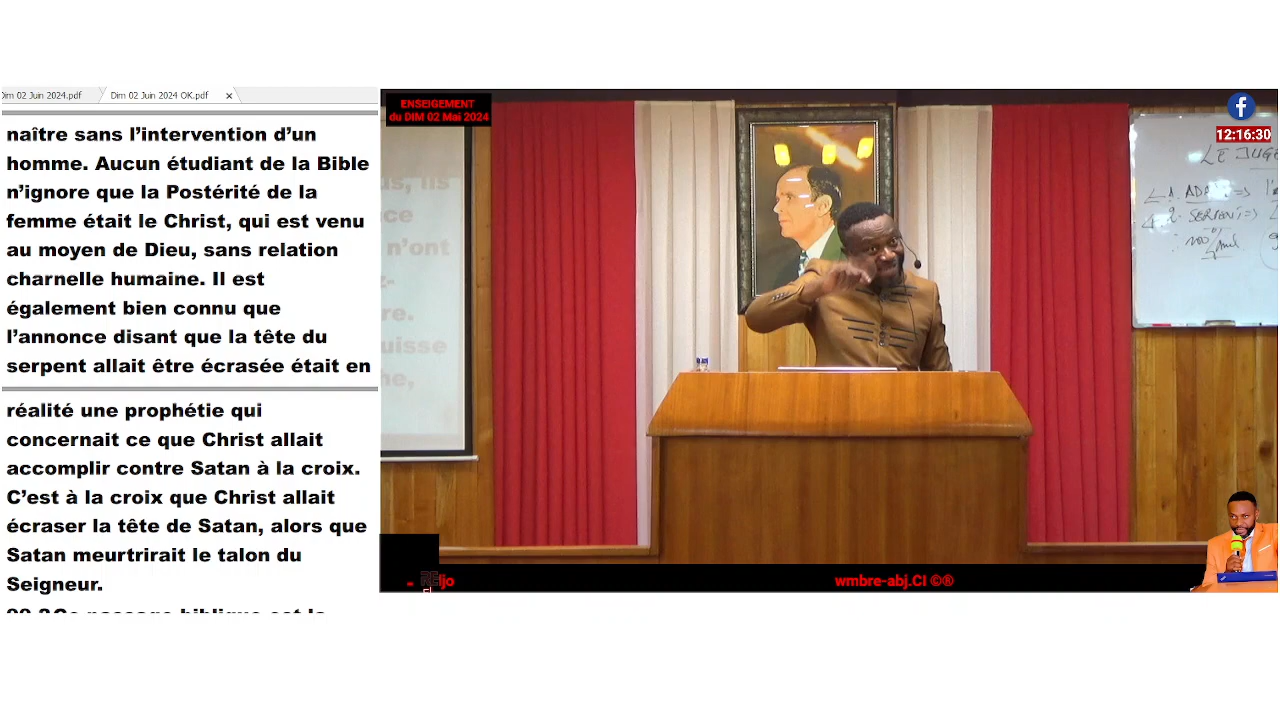 Dim 02 Juin 2024.pdf
Dim 02 Juin 2024 OK.pdf
naître sans l’intervention d’un
homme. Aucun étudiant de la Bible
n’ignore que la Postérité de la
femme était le Christ, qui est venu
au moyen de Dieu, sans relation
charnelle humaine. Il est
également bien connu que
l’annonce disant que la tête du
serpent allait être écrasée était en
réalité une prophétie qui
concernait ce que Christ allait
accomplir contre Satan à la croix.
C’est à la croix que Christ allait
écraser la tête de Satan, alors que
Satan meurtrirait le talon du
Seigneur.
ENSEIGEMENT
du DIM 02 Mai 2024
ils
n’ont
12:16:30
LE JUGE
SERPENT =>
wmbre-abj.CI ©®